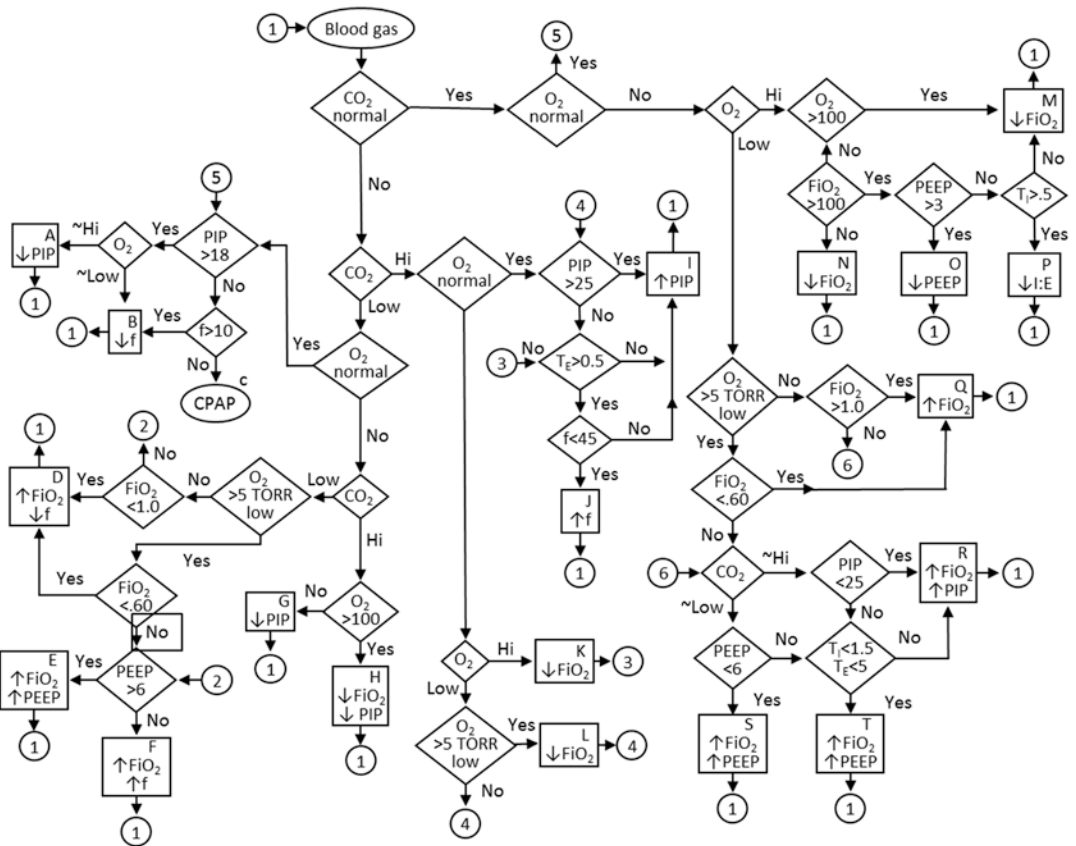 1
Blood gas
CO₂
normal
Yes
O₂
normal
Yes
5
No
O₂
Hi
O₂
>100
Yes
M
↓FiO₂
1
Low
No
No
FiO₂
>100
Yes
PEEP
>3
No
Tᵢ>.5
No
N
↓FiO₂
1
Yes
O
↓PEEP
1
Yes
P
↓I:E
1
No
5
PIP
>18
Yes
O₂
~Hi
A
↓PIP
1
~Low
No
f>10
Yes
B
↓f
1
No
c
CPAP
CO₂
Hi
O₂
normal
Yes
4
PIP
>25
Yes
I
↑PIP
1
No
3
No
T_E>0.5
No
Yes
f<45
No
Yes
J
↑f
1
Low
O₂
normal
Yes
No
CO₂
Low
O₂
>5 TORR
low
No
FiO₂
<1.0
No
2
Yes
D
↑FiO₂
↓f
1
Yes
FiO₂
<.60
Yes
No
PEEP
>6
2
Yes
E
↑FiO₂
↑PEEP
1
No
F
↑FiO₂
↑f
1
Hi
O₂
>100
No
G
↓PIP
1
Yes
H
↓FiO₂
↓ PIP
1
O₂
Hi
K
↓FiO₂
3
Low
O₂
>5 TORR
low
Yes
L
↓FiO₂
4
No
4
O₂
>5 TORR
low
No
FiO₂
>1.0
Yes
Q
↑FiO₂
1
No
6
Yes
FiO₂
<.60
Yes
No
6
CO₂
~Hi
PIP
<25
Yes
R
↑FiO₂
↑PIP
1
~Low
No
PEEP
<6
No
Tᵢ<1.5
T_E<5
No
Yes
S
↑FiO₂
↑PEEP
1
Yes
T
↑FiO₂
↑PEEP
1